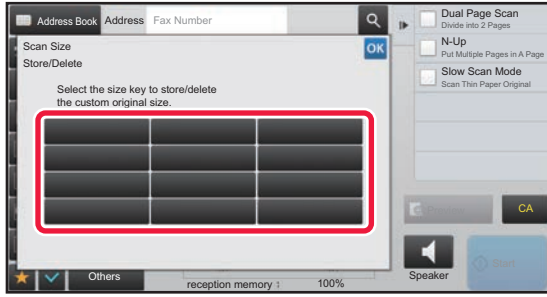 Address Book
Address
Fax Number
Dual Page Scan
Divide into 2 Pages
N-Up
Put Multiple Pages in A Page
Slow Scan Mode
Scan Thin Paper Original
Scan Size
OK
Store/Delete
Select the size key to store/delete
the custom original size.
CA
Others
reception memory :
100%
Speaker
Start